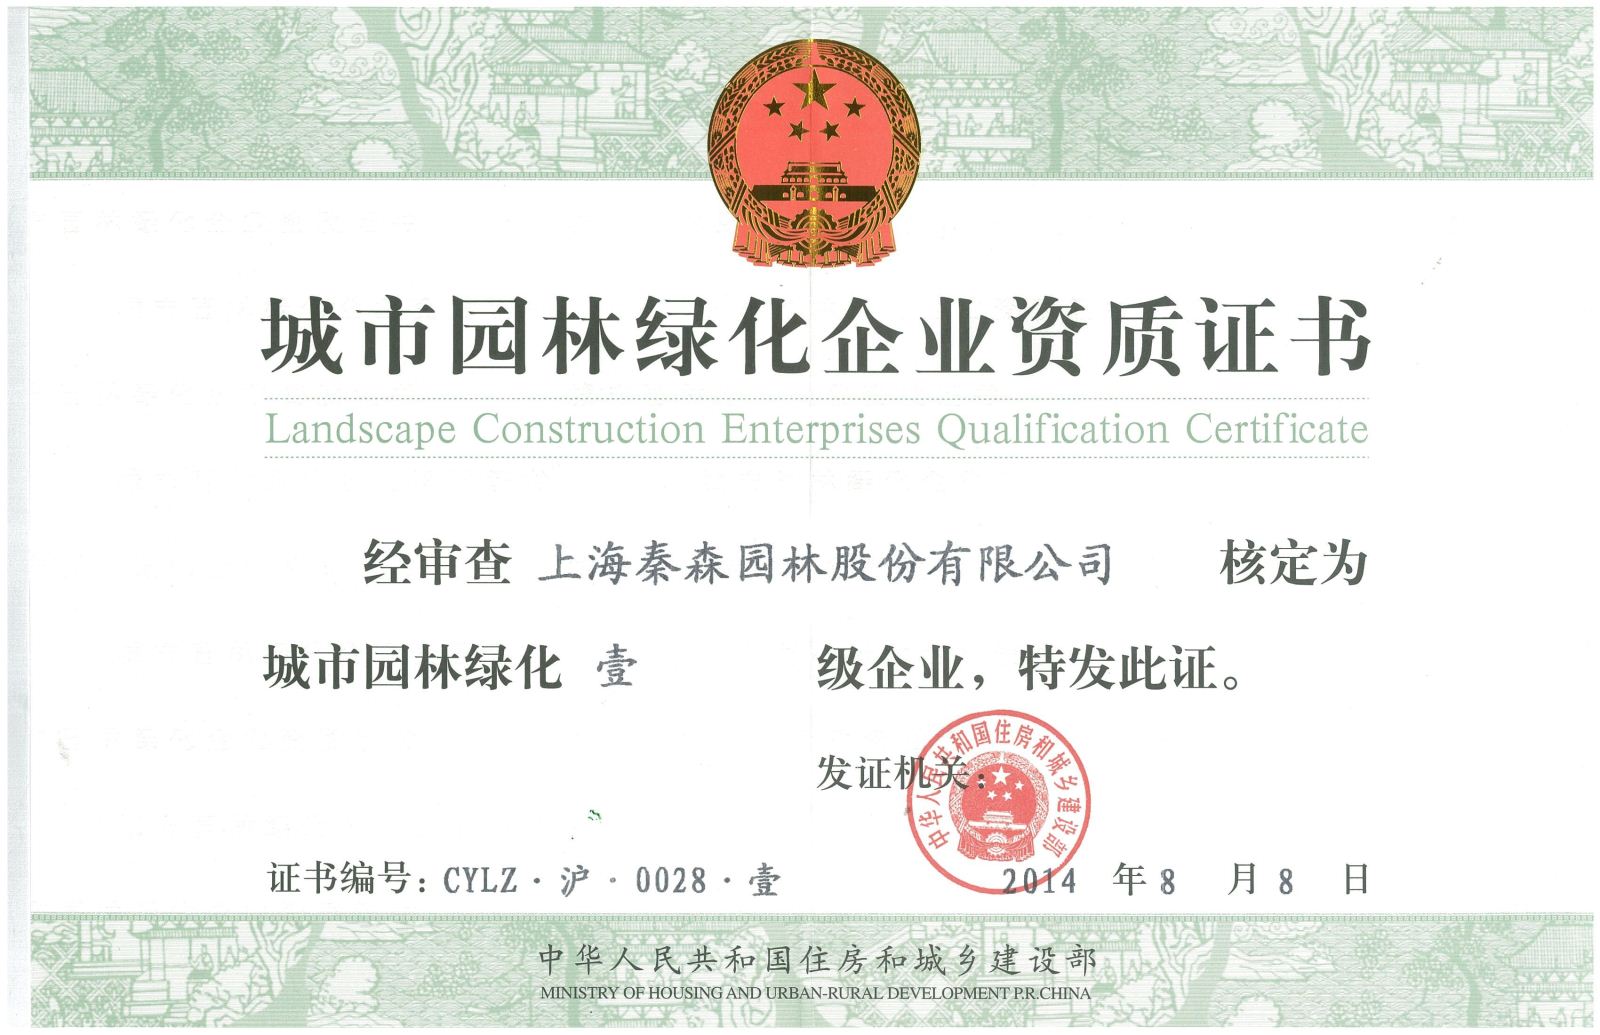 城市园林绿化企业资质证书
Landscape Construction Enterprises Qualification Certificate
经审查 上海秦森园林股份有限公司 核定为
城市园林绿化 壹 级企业，特发此证。
中华人民共和国住房和城乡建设部
发证机关：
证书编号：CYLZ·沪·0028·壹 2014 年 8 月 8 日
中华人民共和国住房和城乡建设部
MINISTRY OF HOUSING AND URBAN-RURAL DEVELOPMENT P.R.CHINA